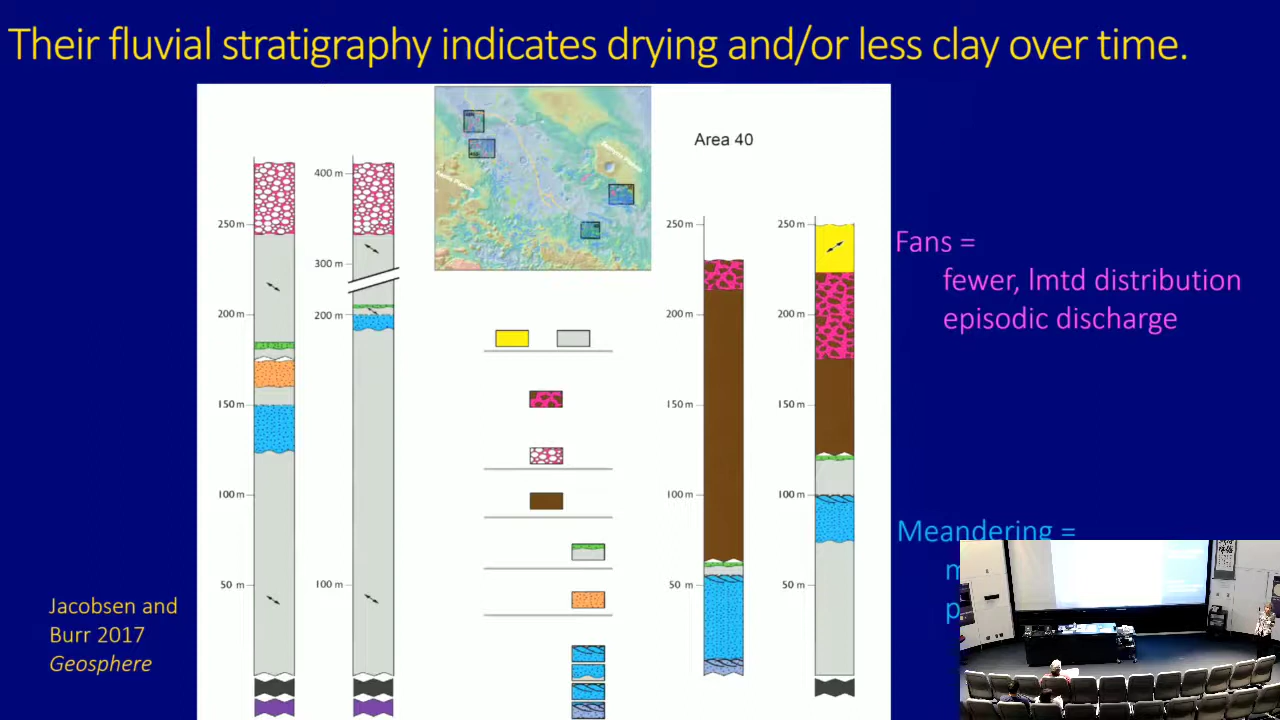 Their fluvial stratigraphy indicates drying and/or less clay over time.
Area 40
400 m
250 m
300 m
200 m
200 m
150 m
100 m
50 m
100 m
250 m
200 m
150 m
100 m
50 m
250 m
200 m
150 m
100 m
50 m
Fans =
fewer, lmtd distribution
episodic discharge
Meandering =
Jacobsen and
Burr 2017
Geosphere